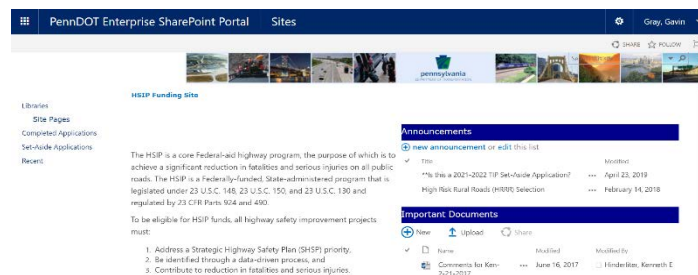 PennDOT Enterprise SharePoint Portal Sites Gray, Gavin
SHARE FOLLOW
pennsylvania
HSIP Funding Site
Libraries
Site Pages
Completed Applications
Set-Aside Applications
Recent
The HSIP is a core Federal-aid highway program, the purpose of which is to
achieve a significant reduction in fatalities and serious injuries on all public
roads. The HSIP is a Federally-funded, State-administered program that is
legislated under 23 U.S.C. 148, 23 U.S.C. 150, and 23 U.S.C. 130 and
regulated by 23 CFR Parts 924 and 490.
To be eligible for HSIP funds, all highway safety improvement projects
must:
1. Address a Strategic Highway Safety Plan (SHSP) priority,
2. Be identified through a data-driven process, and
3. Contribute to reduction in fatalities and serious injuries.
Announcements
new announcement or edit this list
Title Modified
**Is this a 2021-2022 TIP Set-Aside Application? ... April 23, 2019
High Risk Rural Roads (HRRR) Selection ... February 14, 2018
Important Documents
New Upload Share
Name Modified Modified By
Comments for Ken- ... June 16, 2017 Hinderliter, Kenneth E
2-21-2017